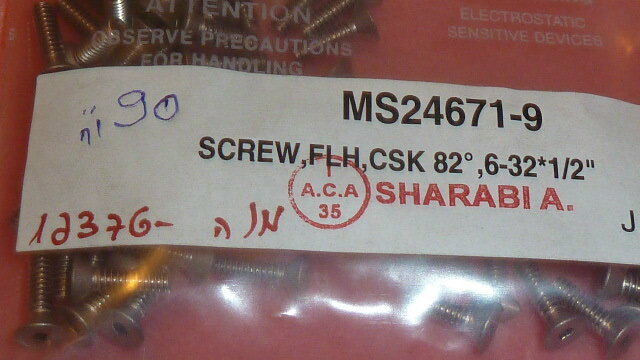 ATTENTION
OBSERVE PRECAUTIONS
FOR HANDLING
ELECTROSTATIC
SENSITIVE DEVICES
90 יח'
MS24671-9
SCREW,FLH,CSK 82°,6-32*1/2"
A.C.A
35
SHARABI A.
12376-
J